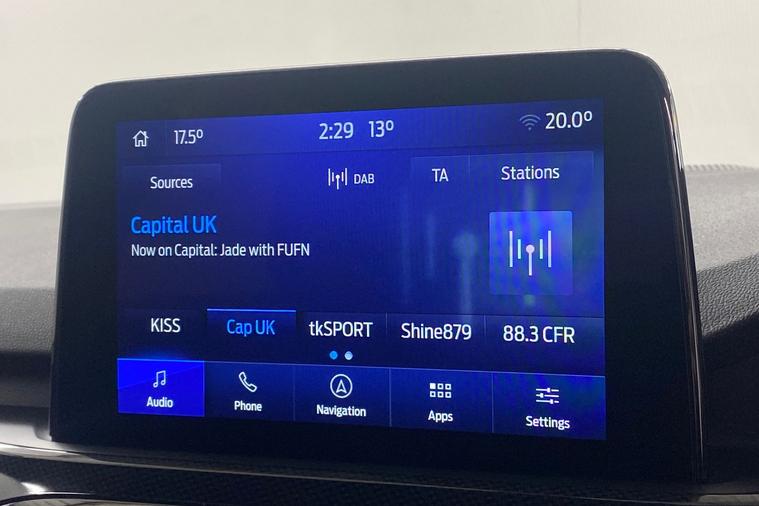 17.5º 2:29 13º 20.0º
Sources DAB TA Stations
Capital UK
Now on Capital: Jade with FUFN
KISS Cap UK tkSPORT Shine879 88.3 CFR
Audio Phone Navigation Apps Settings